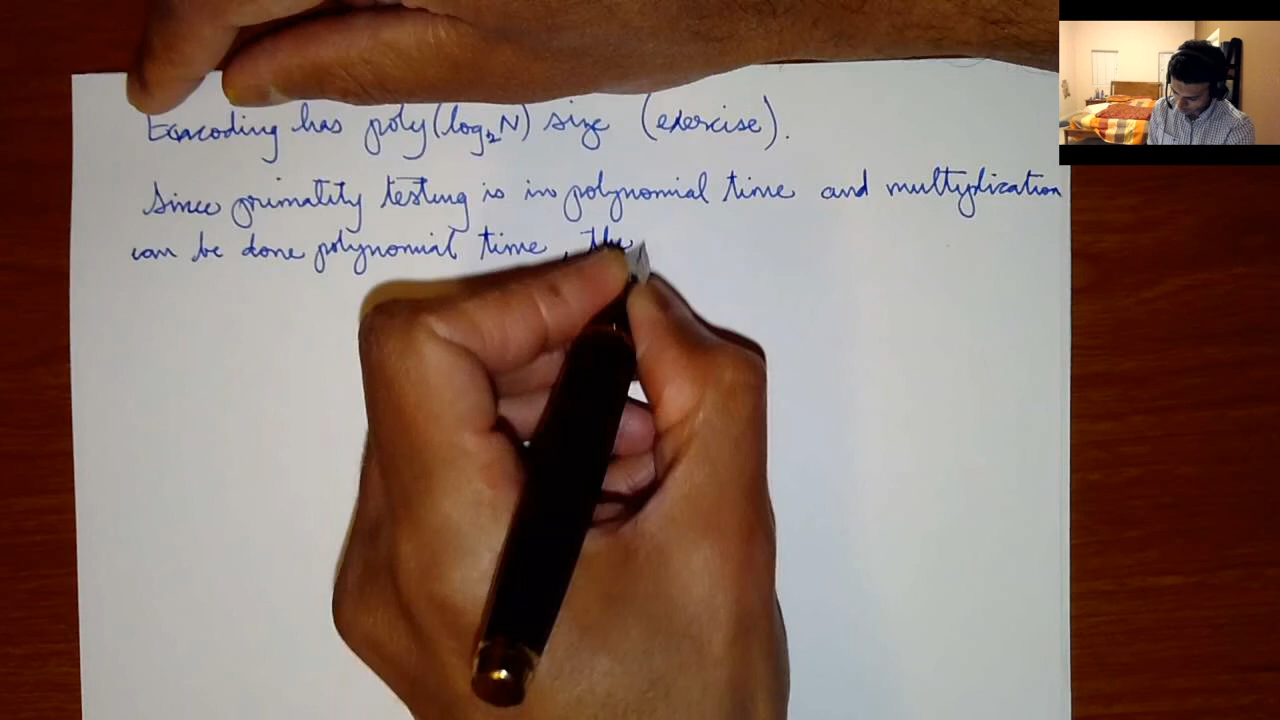 Encoding has poly(log₂N) size (exercise).
Since primality testing is in polynomial time and multiplication
can be done polynomial time, the